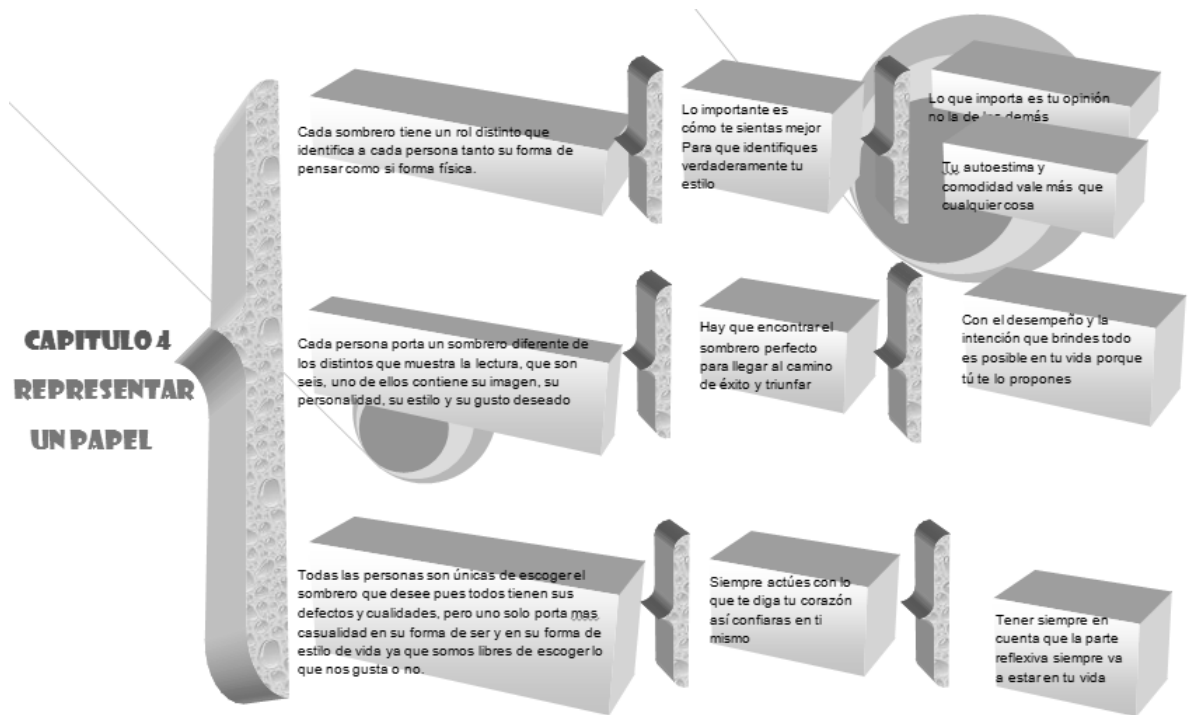 CAPITULO 4
REPRESENTAR
UN PAPEL
Cada sombrero tiene un rol distinto que
identifica a cada persona tanto su forma de
pensar como si forma física.
Lo importante es
cómo te sientas mejor
Para que identifiques
verdaderamente tu
estilo
Lo que importa es tu opinión
no la de los demás
Tu autoestima y
comodidad vale más que
cualquier cosa
Cada persona porta un sombrero diferente de
los distintos que muestra la lectura, que son
seis, uno de ellos contiene su imagen, su
personalidad, su estilo y su gusto deseado
Hay que encontrar el
sombrero perfecto
para llegar al camino
de éxito y triunfar
Con el desempeño y la
intención que brindes todo
es posible en tu vida porque
tú te lo propones
Todas las personas son únicas de escoger el
sombrero que desee pues todos tienen sus
defectos y cualidades, pero uno solo porta mas
casualidad en su forma de ser y en su forma de
estilo de vida ya que somos libres de escoger lo
que nos gusta o no.
Siempre actúes con lo
que te diga tu corazón
así confiaras en ti
mismo
Tener siempre en
cuenta que la parte
reflexiva siempre va
a estar en tu vida